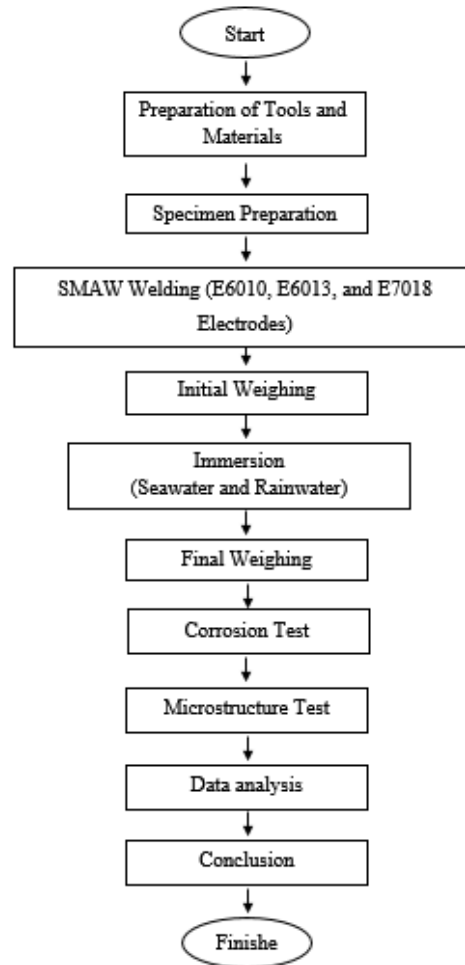 Start
Preparation of Tools and
Materials
Specimen Preparation
SMAW Welding (E6010, E6013, and E7018
Electrodes)
Initial Weighing
Immersion
(Seawater and Rainwater)
Final Weighing
Corrosion Test
Microstructure Test
Data analysis
Conclusion
Finishe